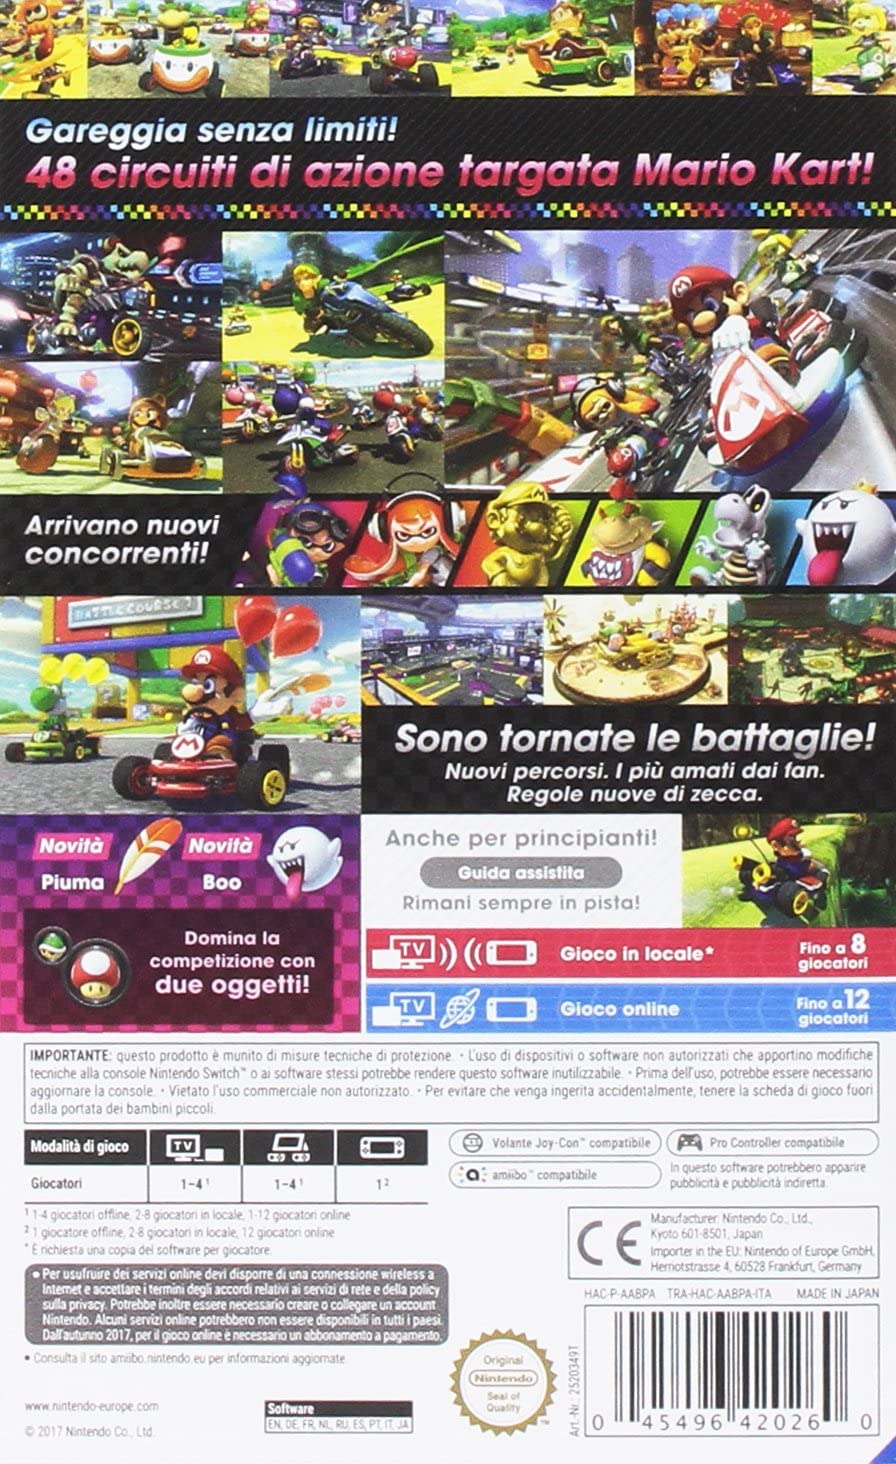 Gareggia senza limiti!
48 circuiti di azione targata Mario Kart!
Arrivano nuovi
concorrenti!
BATTLE COURSE 1
Sono tornate le battaglie!
Nuovi percorsi. I più amati dai fan.
Regole nuove di zecca.
Novità
Piuma
Novità
Boo
Domina la
competizione con
due oggetti!
Anche per principianti!
Guida assistita
Rimani sempre in pista!
TV Gioco in locale* Fino a 8
giocatori
TV Gioco online Fino a 12
giocatori
IMPORTANTE: questo prodotto è munito di misure tecniche di protezione. • L'uso di dispositivi o software non autorizzati che apportino modifiche
tecniche alla console Nintendo Switch™ o ai software stessi potrebbe rendere questo software inutilizzabile. • Prima dell'uso, potrebbe essere necessario
aggiornare la console. • Vietato l'uso commerciale non autorizzato. • Per evitare che venga ingerita accidentalmente, tenere la scheda di gioco fuori
dalla portata dei bambini piccoli.
Modalità di gioco TV
Giocatori 1-4¹ 1-4¹ 1²
¹ 1-4 giocatori offline, 2-8 giocatori in locale, 1-12 giocatori online
² 1 giocatore offline, 2-8 giocatori in locale, 12 giocatori online
* È richiesta una copia del software per giocatore.
Volante Joy-Con™ compatibile
Pro Controller compatibile
amiibo™ compatibile
In questo software potrebbero apparire
pubblicità e pubblicità indiretta.
• Per usufruire dei servizi online devi disporre di una connessione wireless a
Internet e accettare i termini degli accordi relativi ai servizi di rete e della policy
sulla privacy. Potrebbe inoltre essere necessario creare o collegare un account
Nintendo. Alcuni servizi online potrebbero non essere disponibili in tutti i paesi.
Dall'autunno 2017, per il gioco online è necessario un abbonamento a pagamento.
• Consulta il sito amiibo.nintendo.eu per informazioni aggiornate.
CE
Manufacturer: Nintendo Co., Ltd.,
Kyoto 601-8501, Japan
Importer in the EU: Nintendo of Europe GmbH,
Herriotstrasse 4, 60528 Frankfurt, Germany
HAC-P-AABPA TRA-HAC-AABPA-ITA MADE IN JAPAN
www.nintendo-europe.com
© 2017 Nintendo Co., Ltd.
Software
EN, DE, FR, NL, RU, ES, PT, IT, JA
Original
Nintendo
Seal of
Quality
™
Art.-Nr.: 2520349T
0 45496 42026 0